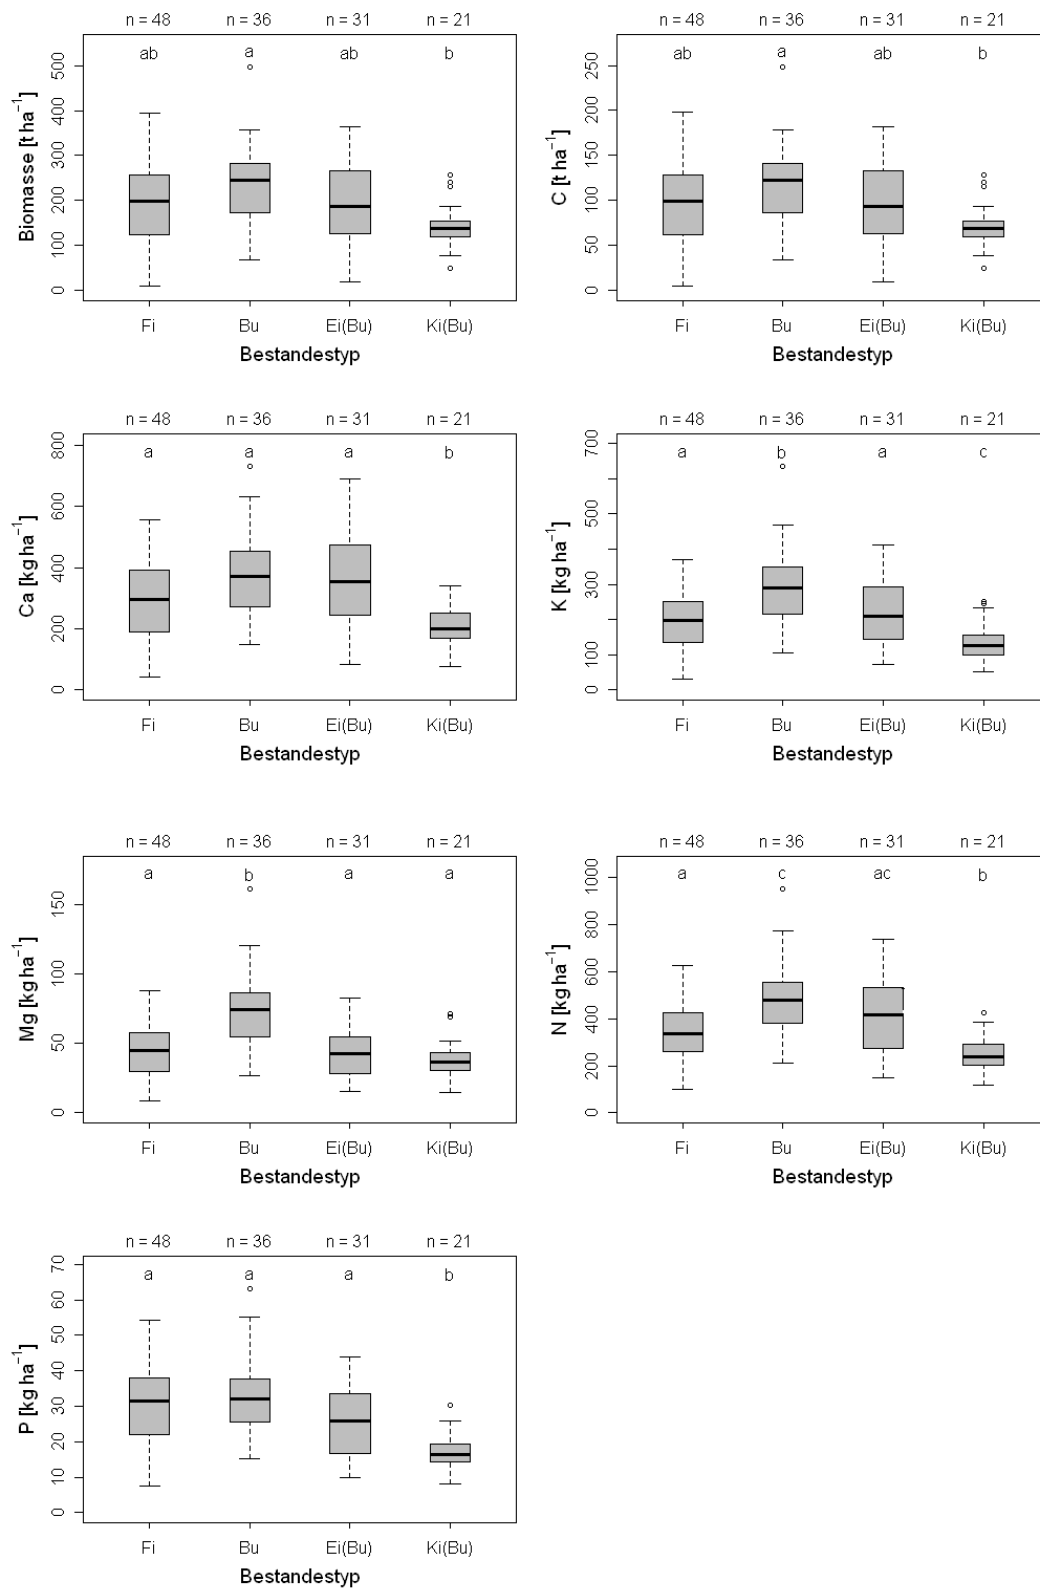 n = 48 n = 36 n = 31 n = 21
ab a ab b
Biomasse [t ha⁻¹]
500
400
300
200
100
0
Fi Bu Ei(Bu) Ki(Bu)
Bestandestyp
n = 48 n = 36 n = 31 n = 21
ab a ab b
C [t ha⁻¹]
250
200
150
100
50
0
Fi Bu Ei(Bu) Ki(Bu)
Bestandestyp
n = 48 n = 36 n = 31 n = 21
a a a b
Ca [kg ha⁻¹]
800
600
400
200
0
Fi Bu Ei(Bu) Ki(Bu)
Bestandestyp
n = 48 n = 36 n = 31 n = 21
a b a c
K [kg ha⁻¹]
700
500
300
100
0
Fi Bu Ei(Bu) Ki(Bu)
Bestandestyp
n = 48 n = 36 n = 31 n = 21
a b a a
Mg [kg ha⁻¹]
150
100
50
0
Fi Bu Ei(Bu) Ki(Bu)
Bestandestyp
n = 48 n = 36 n = 31 n = 21
a c ac b
N [kg ha⁻¹]
1000
800
600
400
200
0
Fi Bu Ei(Bu) Ki(Bu)
Bestandestyp
n = 48 n = 36 n = 31 n = 21
a a a b
P [kg ha⁻¹]
70
60
50
40
30
20
10
0
Fi Bu Ei(Bu) Ki(Bu)
Bestandestyp